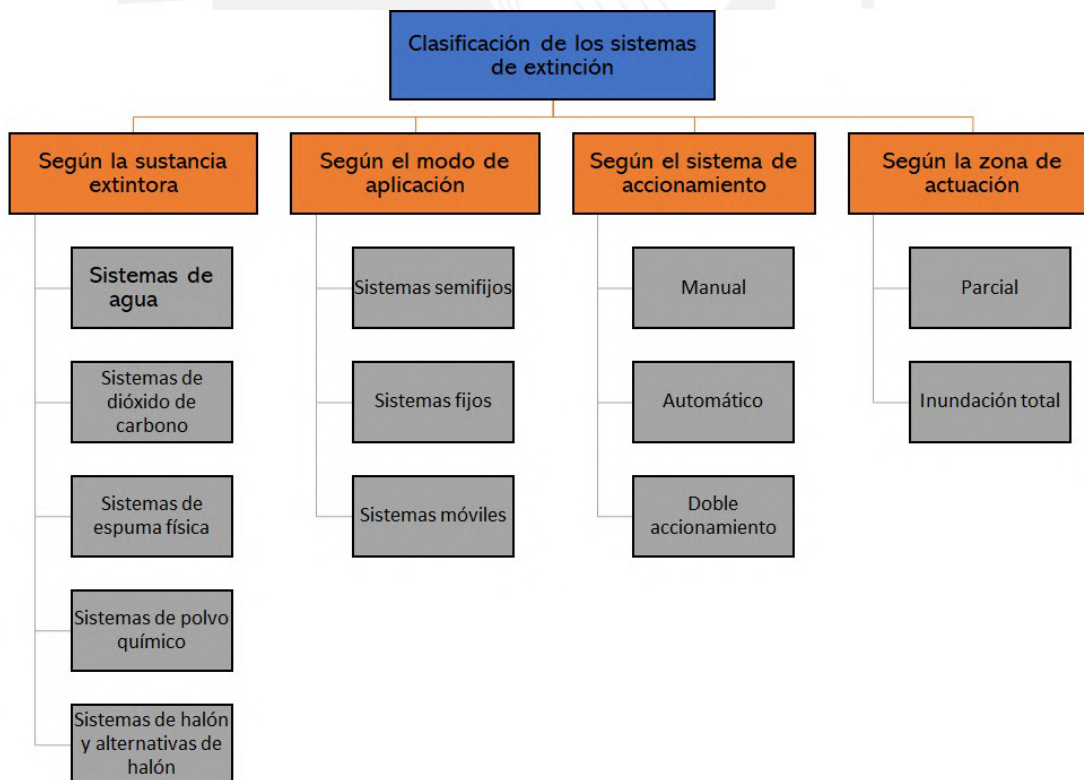 Clasificación de los sistemas
de extinción
Según la sustancia
extintora
Sistemas de
agua
Sistemas de
dióxido de
carbono
Sistemas de
espuma física
Sistemas de polvo
químico
Sistemas de halón
y alternativas de
halón
Según el modo de
aplicación
Sistemas semifijos
Sistemas fijos
Sistemas móviles
Según el sistema de
accionamiento
Manual
Automático
Doble
accionamiento
Según la zona de
actuación
Parcial
Inundación total